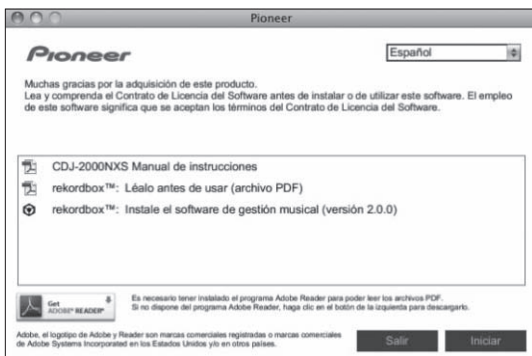 Pioneer
Pioneer
Español
Muchas gracias por la adquisición de este producto.
Lea y comprenda el Contrato de Licencia del Software antes de instalar o de utilizar este software. El empleo
de este software significa que se aceptan los términos del Contrato de Licencia del Software.
CDJ-2000NXS Manual de instrucciones
rekordbox™: Léalo antes de usar (archivo PDF)
rekordbox™: Instale el software de gestión musical (versión 2.0.0)
Get
ADOBE® READER®
Es necesario tener instalado el programa Adobe Reader para poder leer los archivos PDF.
Si no dispone del programa Adobe Reader, haga clic en el botón de la izquierda para descargarlo.
Adobe, el logotipo de Adobe y Reader son marcas comerciales registradas o marcas comerciales
de Adobe Systems Incorporated en los Estados Unidos y/o en otros países.
Salir
Iniciar